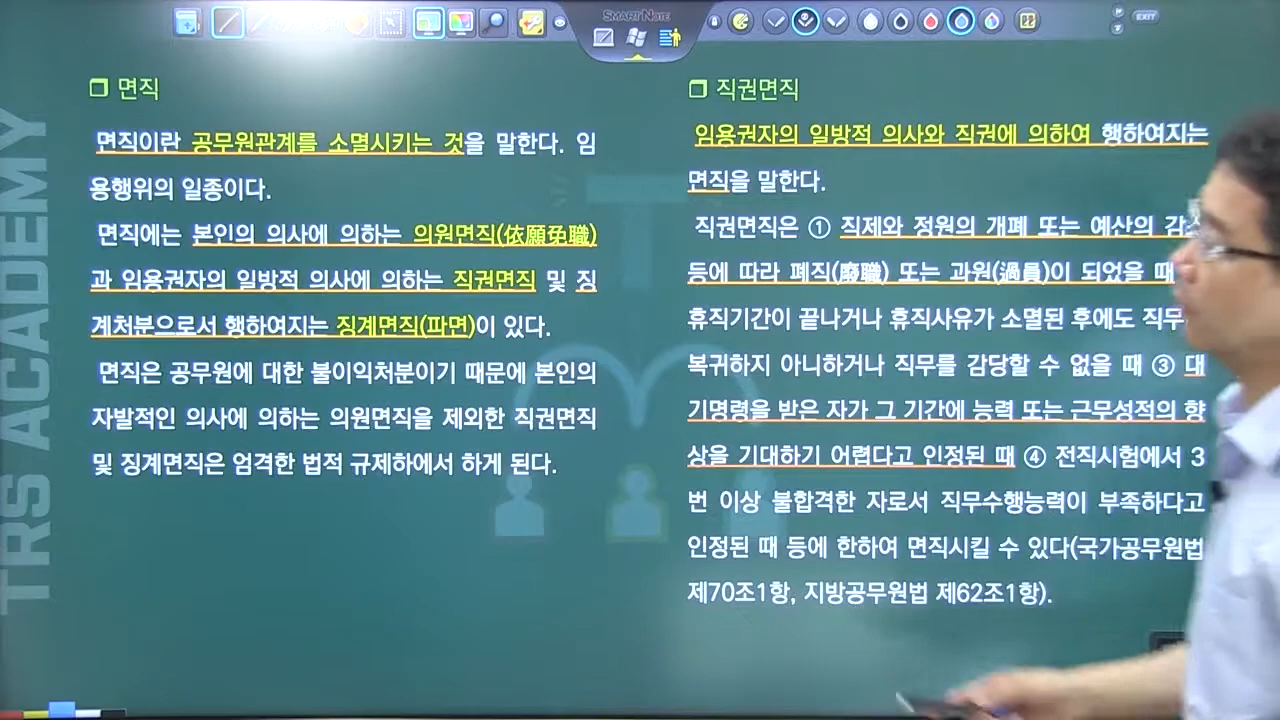 SMART NOTE
EXIT
TRS ACADEMY
❐ 면직
면직이란 공무원관계를 소멸시키는 것을 말한다. 임
용행위의 일종이다.
면직에는 본인의 의사에 의하는 의원면직(依願免職)
과 임용권자의 일방적 의사에 의하는 직권면직 및 징
계처분으로서 행하여지는 징계면직(파면)이 있다.
면직은 공무원에 대한 불이익처분이기 때문에 본인의
자발적인 의사에 의하는 의원면직을 제외한 직권면직
및 징계면직은 엄격한 법적 규제하에서 하게 된다.
❐ 직권면직
임용권자의 일방적 의사와 직권에 의하여 행하여지는
면직을 말한다.
직권면직은 ① 직제와 정원의 개폐 또는 예산의
등에 따라 폐직(廢職) 또는 과원(過員)이 되었을 때
휴직기간이 끝나거나 휴직사유가 소멸된 후에도 직무
복귀하지 아니하거나 직무를 감당할 수 없을 때 ③ 대
기명령을 받은 자가 그 기간에 능력 또는 근무성적의 향
상을 기대하기 어렵다고 인정된 때 ④ 전직시험에서 3
번 이상 불합격한 자로서 직무수행능력이 부족하다고
인정된 때 등에 한하여 면직시킬 수 있다(국가공무원법
제70조1항, 지방공무원법 제62조1항).